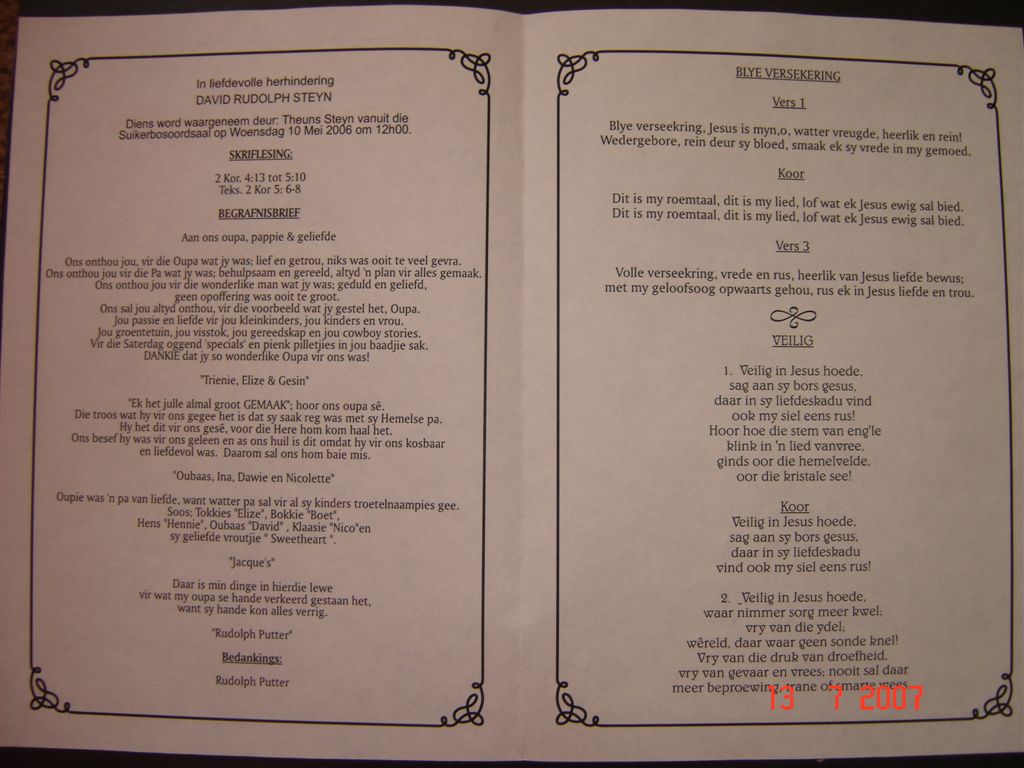 In liefdevolle herhindering
DAVID RUDOLPH STEYN
Diens word waargeneem deur: Theuns Steyn vanuit die
Suikerbosoordsaal op Woensdag 10 Mei 2006 om 12h00.
SKRIFLESING:
2 Kor. 4:13 tot 5:10
Teks. 2 Kor 5: 6-8
BEGRAFNISBRIEF
Aan ons oupa, pappie & geliefde
Ons onthou jou, vir die Oupa wat jy was; lief en getrou, niks was ooit te veel gevra.
Ons onthou jou vir die Pa wat jy was; behulpsaam en gereeld, altyd 'n plan vir alles gemaak.
Ons onthou jou vir die wonderlike man wat jy was; geduld en geliefd,
geen opoffering was ooit te groot.
Ons sal jou altyd onthou, vir die voorbeeld wat jy gestel het, Oupa.
Jou passie en liefde vir jou kleinkinders, jou kinders en vrou.
Jou groentetuin, jou visstok, jou gereedskap en jou cowboy stories.
Vir die Saterdag oggend 'specials' en pienk pilletjies in jou baadjie sak.
DANKIE dat jy so wonderlike Oupa vir ons was!
"Trienie, Elize & Gesin"
"Ek het julle almal groot GEMAAK"; hoor ons oupa sê.
Die troos wat hy vir ons gegee het is dat sy saak reg was met sy Hemelse pa.
Hy het dit vir ons gesê, voor die Here hom kom haal het.
Ons besef hy was vir ons geleen en as ons huil is dit omdat hy vir ons kosbaar
en liefdevol was. Daarom sal ons hom baie mis.
"Oubaas, Ina, Dawie en Nicolette"
Oupie was 'n pa van liefde, want watter pa sal vir al sy kinders troetelnaampies gee.
Soos; Tokkies "Elize", Bokkie "Boet",
Hens "Hennie", Oubaas "David" , Klaasie "Nico"en
sy geliefde vroutjie " Sweetheart ".
"Jacque's"
Daar is min dinge in hierdie lewe
vir wat my oupa se hande verkeerd gestaan het,
want sy hande kon alles verrig.
"Rudolph Putter"
Bedankings:
Rudolph Putter
BLYE VERSEKERING
Vers 1
Blye verseekring, Jesus is myn,o, watter vreugde, heerlik en rein!
Wedergebore, rein deur sy bloed, smaak ek sy vrede in my gemoed.
Koor
Dit is my roemtaal, dit is my lied, lof wat ek Jesus ewig sal bied.
Dit is my roemtaal, dit is my lied, lof wat ek Jesus ewig sal bied.
Vers 3
Volle verseekring, vrede en rus, heerlik van Jesus liefde bewus;
met my geloofsoog opwaarts gehou, rus ek in Jesus liefde en trou.
VEILIG
1. Veilig in Jesus hoede,
sag aan sy bors gesus,
daar in sy liefdeskadu vind
ook my siel eens rus!
Hoor hoe die stem van eng'le
klink in 'n lied vanvree,
ginds oor die hemelvelde,
oor die kristale see!
Koor
Veilig in Jesus hoede,
sag aan sy bors gesus,
daar in sy liefdeskadu
vind ook my siel eens rus!
2. Veilig in Jesus hoede,
waar nimmer sorg meer kwel;
vry van die ydel;
wêreld, daar waar geen sonde knel!
Vry van die druk van droefheid,
vry van gevaar en vrees; nooit sal daar
meer beproewing, trane of smarte wees
13 7 2007